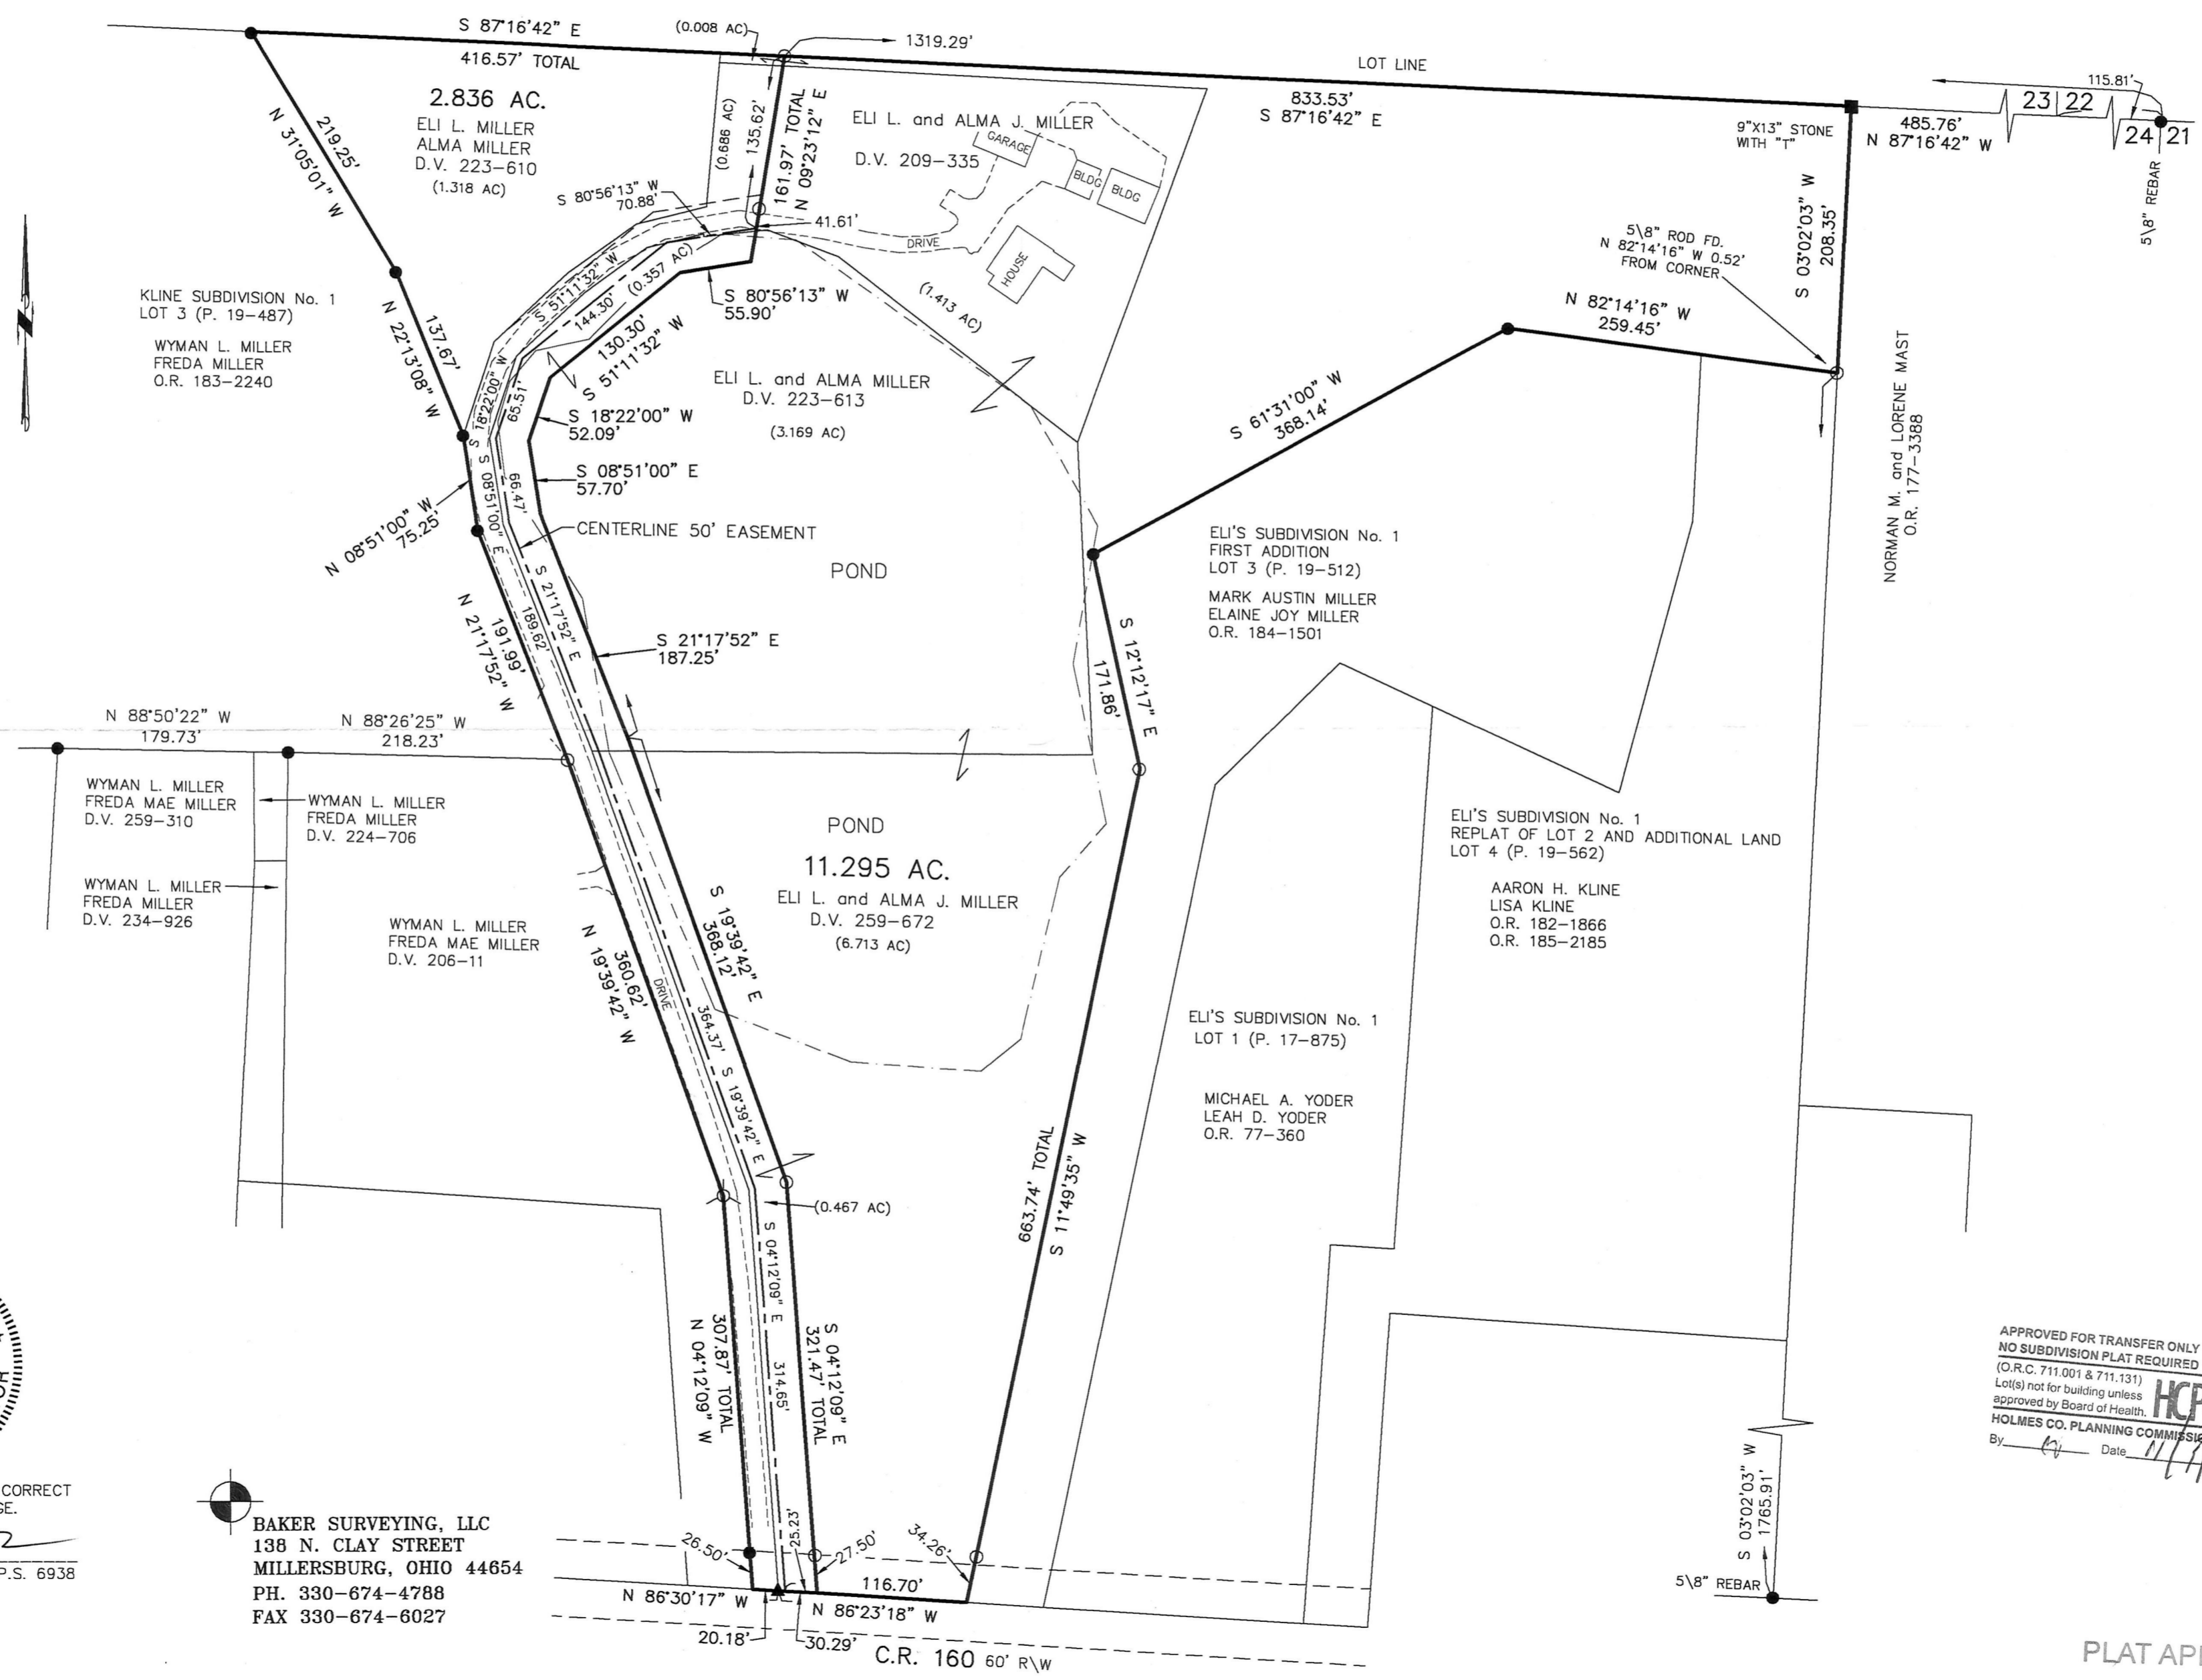 S 87°16'42" E
416.57' TOTAL
(0.008 AC)
1319.29'
LOT LINE
833.53'
S 87°16'42" E
115.81'
23 22
24 21
485.76'
N 87°16'42" W
9"X13" STONE
WITH "T"
5\8" REBAR
2.836 AC.
ELI L. MILLER
ALMA MILLER
D.V. 223-610
(1.318 AC)
219.25'
N 31°05'01" W
(0.686 AC)
135.62'
161.97' TOTAL
N 09°23'12" E
ELI L. and ALMA J. MILLER
D.V. 209-335
GARAGE
BLDG
BLDG
HOUSE
DRIVE
(1.413 AC)
S 80°56'13" W
70.88'
41.61'
S 03°02'03" W
208.35'
5\8" ROD FD.
N 82°14'16" W 0.52'
FROM CORNER
N 82°14'16" W
259.45'
KLINE SUBDIVISION No. 1
LOT 3 (P. 19-487)
WYMAN L. MILLER
FREDA MILLER
O.R. 183-2240
137.67'
N 22°13'08" W
S 51°11'32" W
(0.357 AC)
144.30'
130.30'
S 51°11'32" W
S 80°56'13" W
55.90'
ELI L. and ALMA MILLER
D.V. 223-613
(3.169 AC)
S 18°22'00" W
65.51'
S 18°22'00" W
52.09'
S 08°51'00" E
57.70'
S 08°51'00" E
66.47'
N 08°51'00" W
75.25'
CENTERLINE 50' EASEMENT
POND
S 61°31'00" W
368.14'
NORMAN M. and LORENE MAST
O.R. 177-3388
ELI'S SUBDIVISION No. 1
FIRST ADDITION
LOT 3 (P. 19-512)
MARK AUSTIN MILLER
ELAINE JOY MILLER
O.R. 184-1501
S 12°12'17" E
171.86'
191.99'
N 21°17'52" W
S 21°17'52" E
189.62'
S 21°17'52" E
187.25'
N 88°50'22" W
179.73'
N 88°26'25" W
218.23'
WYMAN L. MILLER
FREDA MAE MILLER
D.V. 259-310
WYMAN L. MILLER
FREDA MILLER
D.V. 224-706
WYMAN L. MILLER
FREDA MILLER
D.V. 234-926
WYMAN L. MILLER
FREDA MAE MILLER
D.V. 206-11
POND
11.295 AC.
ELI L. and ALMA J. MILLER
D.V. 259-672
(6.713 AC)
ELI'S SUBDIVISION No. 1
REPLAT OF LOT 2 AND ADDITIONAL LAND
LOT 4 (P. 19-562)
AARON H. KLINE
LISA KLINE
O.R. 182-1866
O.R. 185-2185
S 19°39'42" E
368.12'
360.62'
N 19°39'42" W
DRIVE
364.37'
S 19°39'42" E
ELI'S SUBDIVISION No. 1
LOT 1 (P. 17-875)
MICHAEL A. YODER
LEAH D. YODER
O.R. 77-360
663.74' TOTAL
S 11°49'35" W
(0.467 AC)
S 04°12'09" E
314.65'
S 04°12'09" E
321.47' TOTAL
307.87' TOTAL
N 04°12'09" W
APPROVED FOR TRANSFER ONLY
NO SUBDIVISION PLAT REQUIRED
(O.R.C. 711.001 & 711.131)
Lot(s) not for building unless
approved by Board of Health.
HOLMES CO. PLANNING
By Date
S 03°02'03" W
1765.91'
5\8" REBAR
CORRECT
P.S. 6938
BAKER SURVEYING, LLC
138 N. CLAY STREET
MILLERSBURG, OHIO 44654
PH. 330-674-4788
FAX 330-674-6027
26.50'
25.23'
27.50'
34.26'
116.70'
N 86°30'17" W
N 86°23'18" W
20.18'
30.29'
C.R. 160 60' R\W
PLAT